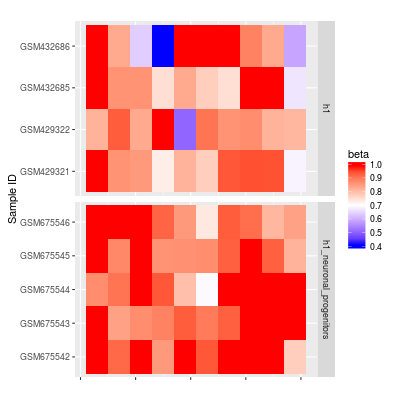 GSM432686
GSM432685
GSM429322
GSM429321
h1
GSM675546
GSM675545
GSM675544
GSM675543
GSM675542
h1_neuronal_progenitors
Sample ID
beta
1.0
0.9
0.8
0.7
0.6
0.5
0.4